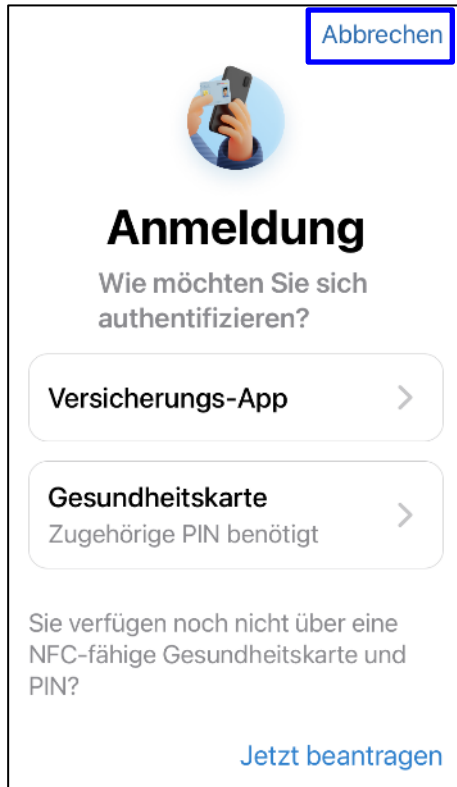 Abbrechen
Anmeldung
Wie möchten Sie sich
authentifizieren?
Versicherungs-App
Gesundheitskarte
Zugehörige PIN benötigt
Sie verfügen noch nicht über eine
NFC-fähige Gesundheitskarte und
PIN?
Jetzt beantragen